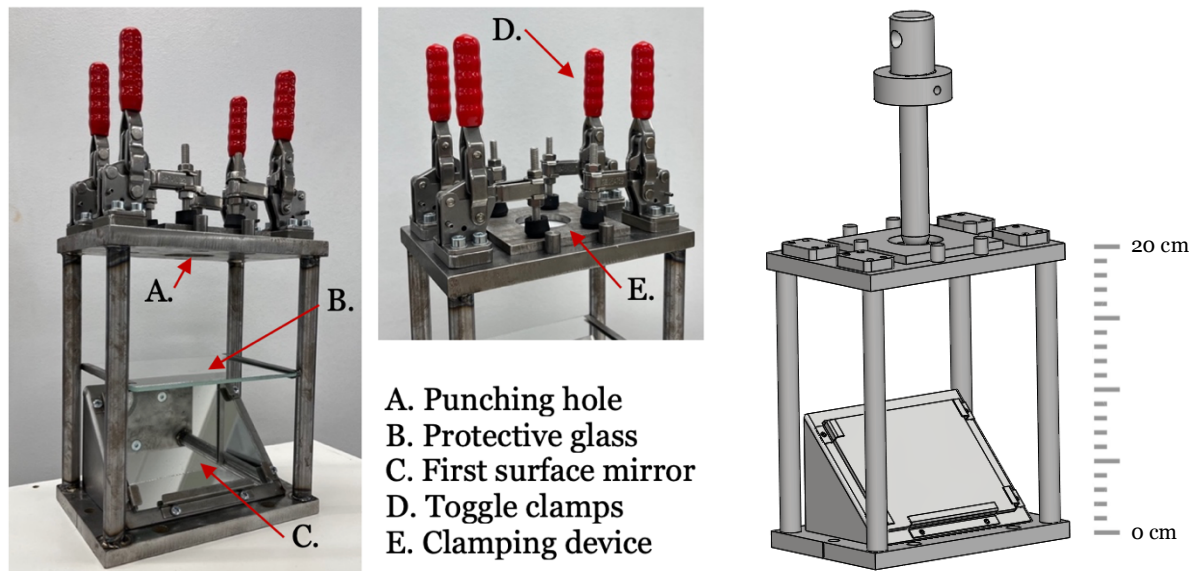 D.
A.
B.
E.
C.
A. Punching hole
B. Protective glass
C. First surface mirror
D. Toggle clamps
E. Clamping device
20 cm
0 cm